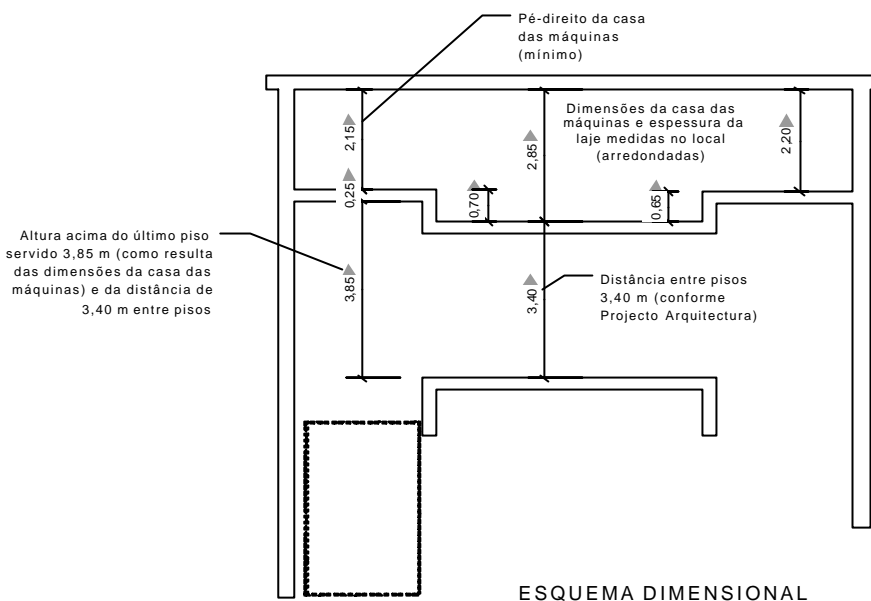 Pé-direito da casa
das máquinas
(mínimo)
Dimensões da casa das
máquinas e espessura da
laje medidas no local
(arredondadas)
2,15
2,85
2,20
0,25
0,70
0,65
Altura acima do último piso
servido 3,85 m (como resulta
das dimensões da casa das
máquinas) e da distância de
3,40 m entre pisos
3,85
3,40
Distância entre pisos
3,40 m (conforme
Projecto Arquitectura)
ESQUEMA DIMENSIONAL